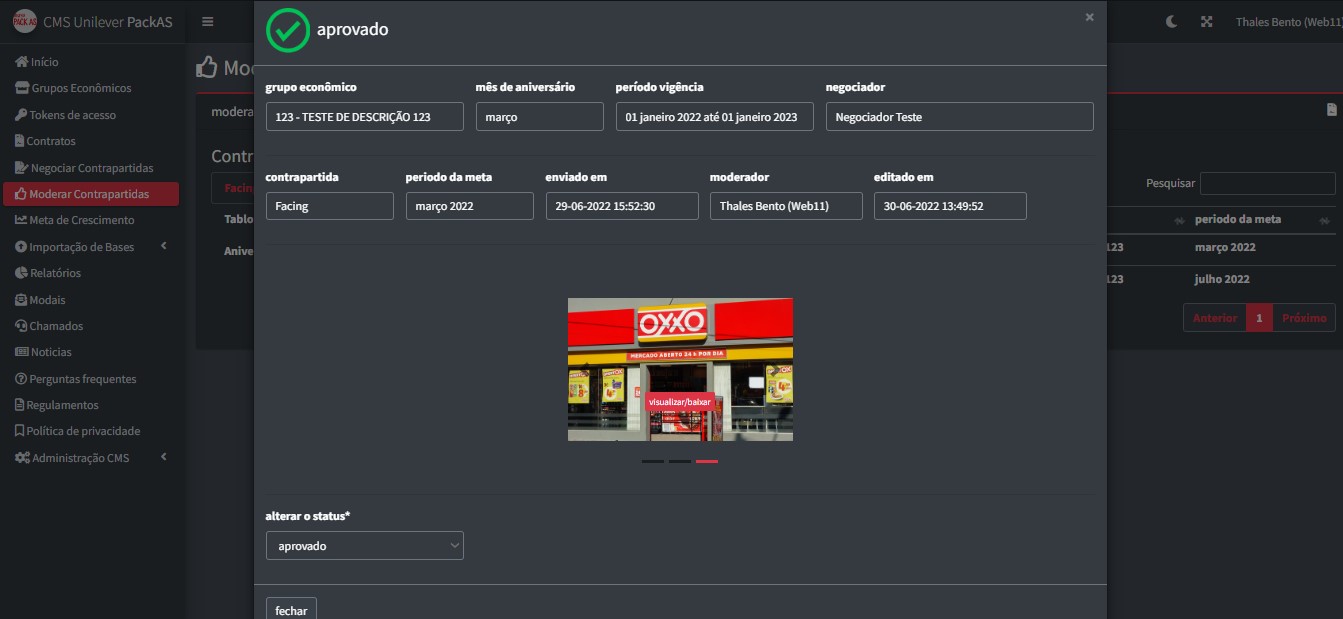 CMS Unilever PackAS
aprovado
×
Thales Bento (Web11)
Início
Grupos Econômicos
Tokens de acesso
Contratos
Negociar Contrapartidas
Moderar Contrapartidas
Meta de Crescimento
Importação de Bases
Relatórios
Modais
Chamados
Noticias
Perguntas frequentes
Regulamentos
Política de privacidade
Administração CMS
Mo
modera
Contr
Facin
Tablo
Anive
grupo econômico
123 - TESTE DE DESCRIÇÃO 123
mês de aniversário
março
período vigência
01 janeiro 2022 até 01 janeiro 2023
negociador
Negociador Teste
contrapartida
Facing
periodo da meta
março 2022
enviado em
29-06-2022 15:52:30
moderador
Thales Bento (Web11)
editado em
30-06-2022 13:49:52
OXXO
MERCADO ABERTO 24 h POR DIA
visualizar/baixar
alterar o status*
aprovado
fechar
Pesquisar
periodo da meta
123 março 2022
123 julho 2022
Anterior 1 Próximo